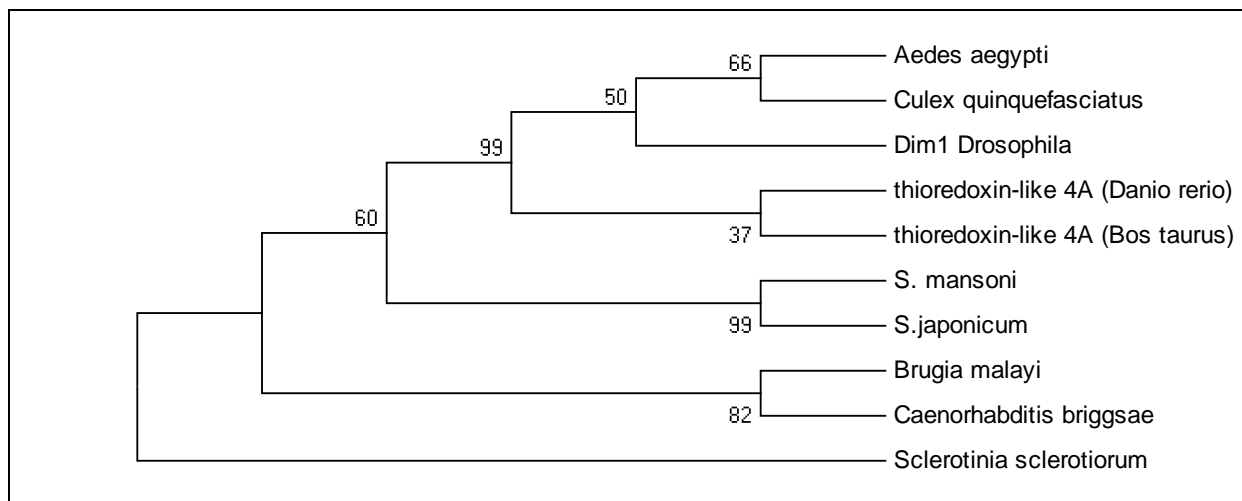 66
Aedes aegypti
Culex quinquefasciatus
50
Dim1 Drosophila
99
thioredoxin-like 4A (Danio rerio)
60
37
thioredoxin-like 4A (Bos taurus)
S. mansoni
99
S.japonicum
Brugia malayi
82
Caenorhabditis briggsae
Sclerotinia sclerotiorum